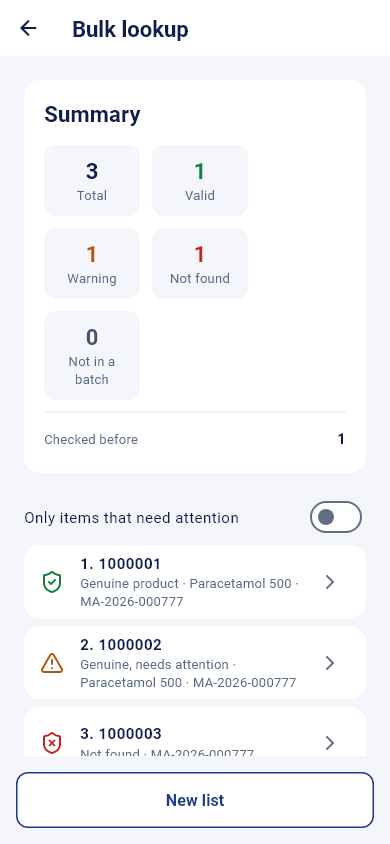 Bulk lookup
Summary
3
Total
1
Valid
1
Warning
1
Not found
0
Not in a
batch
Checked before
1
Only items that need attention
1. 1000001
Genuine product · Paracetamol 500 ·
MA-2026-000777
2. 1000002
Genuine, needs attention ·
Paracetamol 500 · MA-2026-000777
3. 1000003
Not found · MA-2026-000777
New list